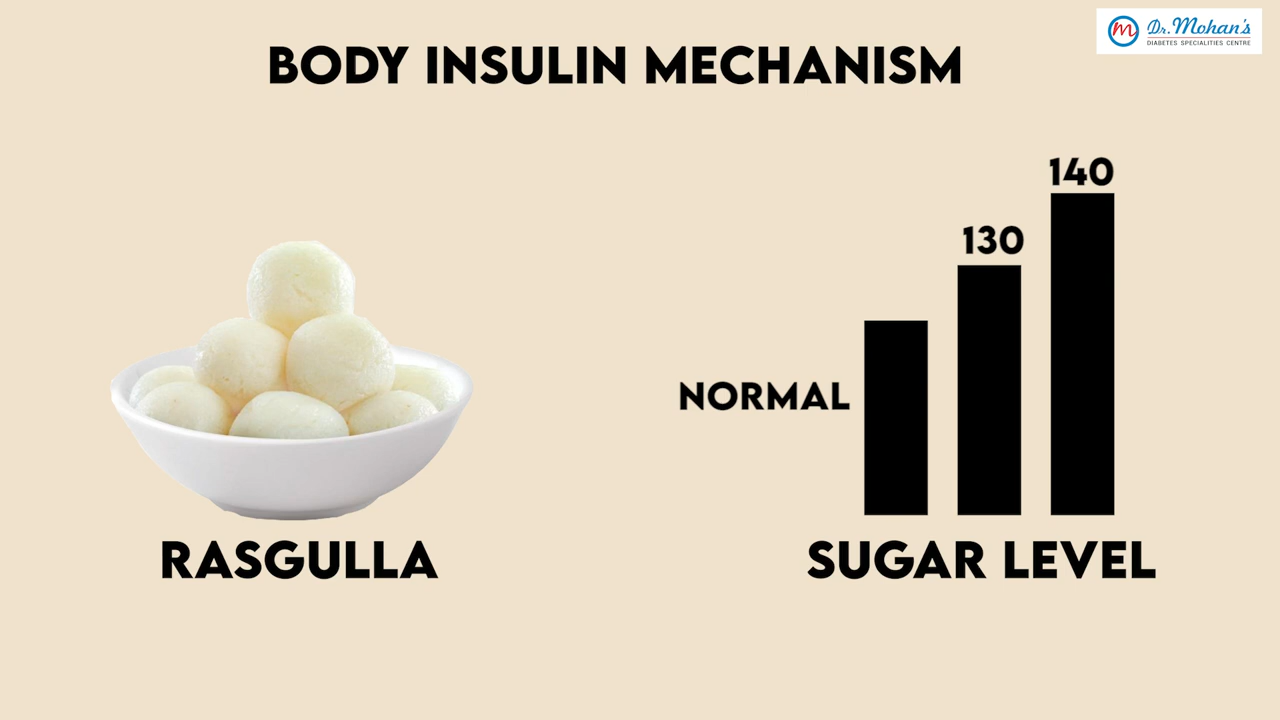 Dr. Mohan's
DIABETES SPECIALITIES CENTRE
BODY INSULIN MECHANISM
140
130
NORMAL
RASGULLA
SUGAR LEVEL